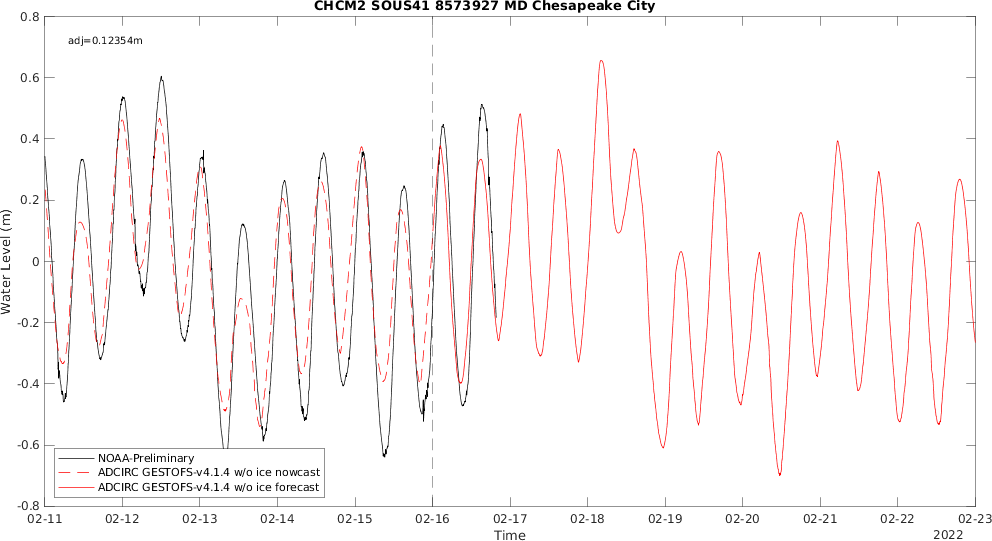 CHCM2 SOUS41 8573927 MD Chesapeake City
adj=0.12354m
0.8
0.6
0.4
0.2
0
-0.2
-0.4
-0.6
-0.8
Water Level (m)
NOAA-Preliminary
ADCIRC GESTOFS-v4.1.4 w/o ice nowcast
ADCIRC GESTOFS-v4.1.4 w/o ice forecast
02-11 02-12 02-13 02-14 02-15 02-16 02-17 02-18 02-19 02-20 02-21 02-22 02-23
Time
2022